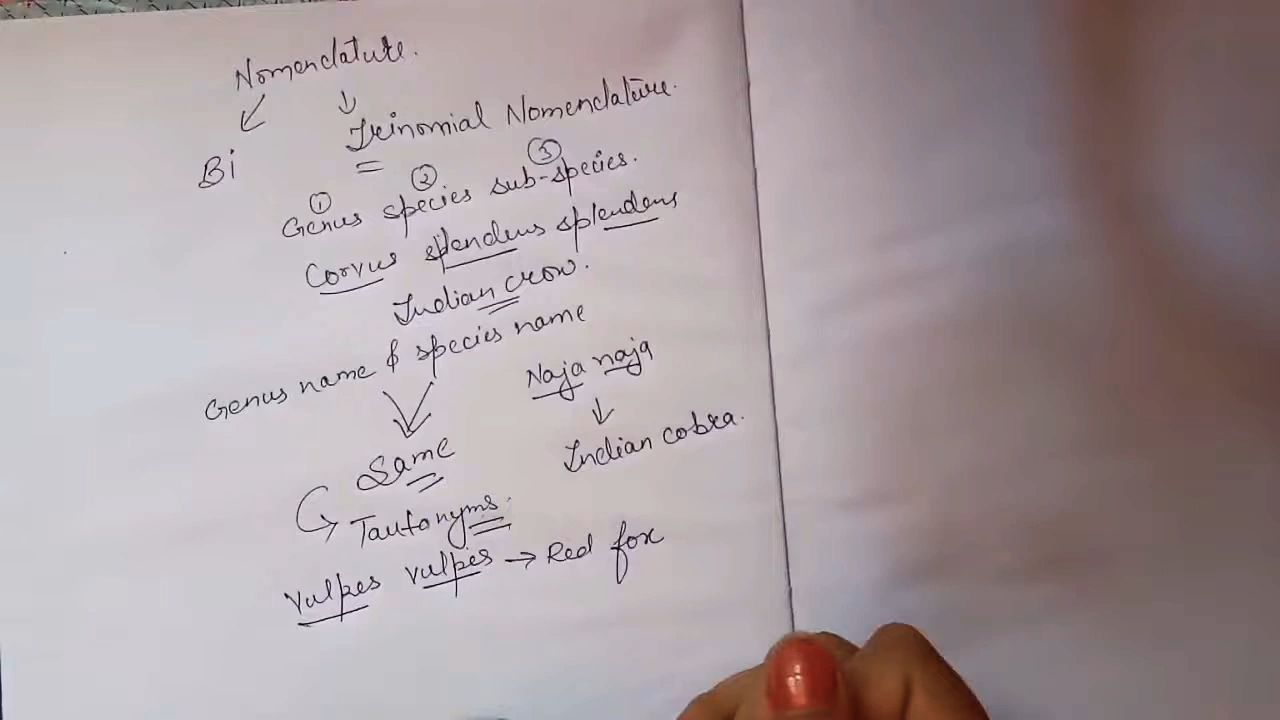 Nomenclature.
Bi
Trinomial Nomenclature.
① ② ③
Genus species sub-species.
Corvus splendens splendens
Indian crow.
Genus name & species name
Naja naja
Indian cobra.
Same
Tautonyms.
Vulpes vulpes → Red fox